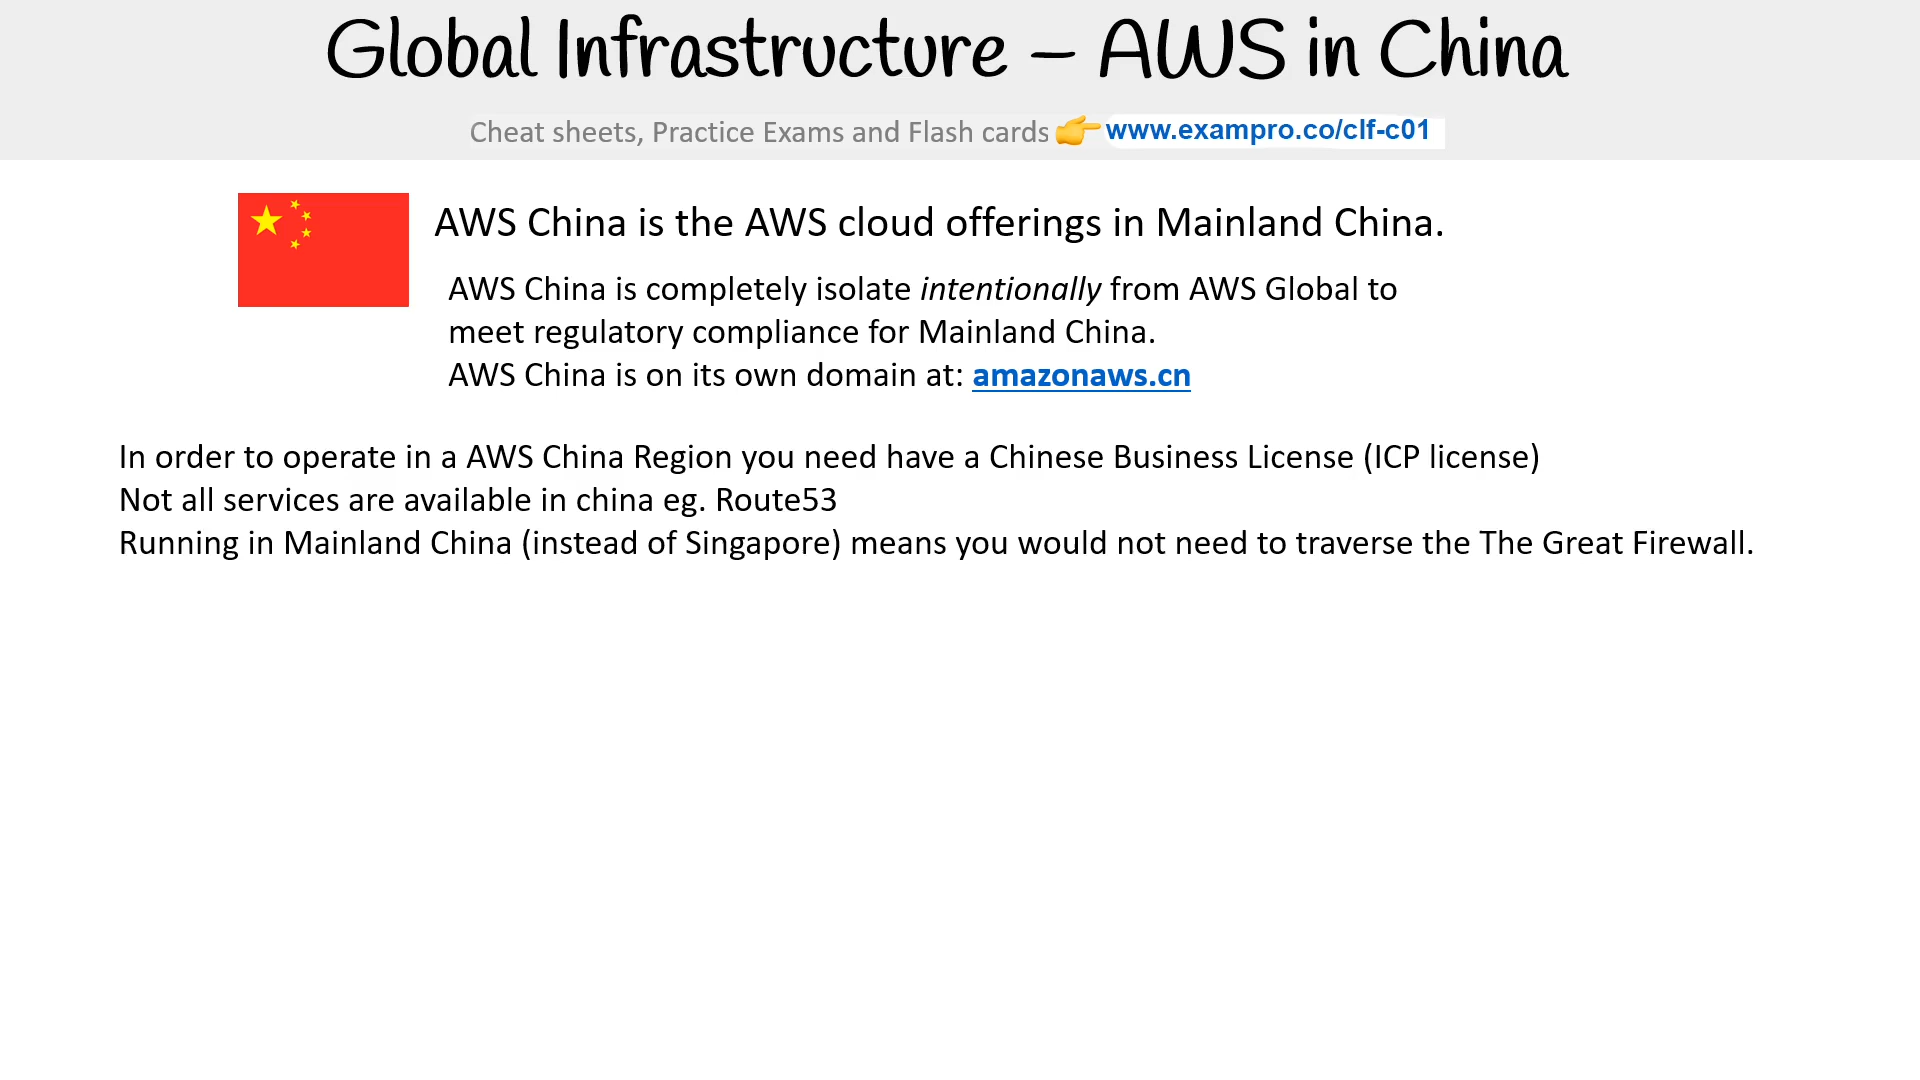 Global Infrastructure – AWS in China
Cheat sheets, Practice Exams and Flash cards 👉 www.exampro.co/clf-c01
AWS China is the AWS cloud offerings in Mainland China.
AWS China is completely isolate intentionally from AWS Global to
meet regulatory compliance for Mainland China.
AWS China is on its own domain at: amazonaws.cn
In order to operate in a AWS China Region you need have a Chinese Business License (ICP license)
Not all services are available in china eg. Route53
Running in Mainland China (instead of Singapore) means you would not need to traverse the The Great Firewall.